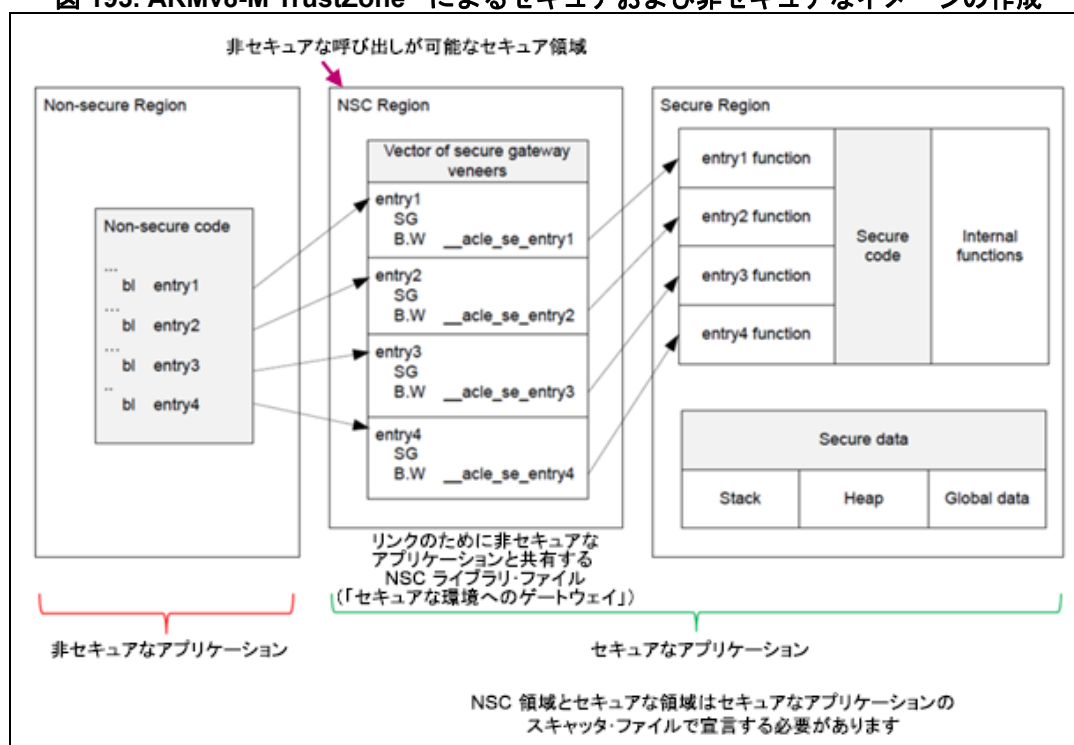 図 193. ARMv8-M TrustZone によるセキュアおよび非セキュアなイメージの作成
非セキュアな呼び出しが可能なセキュア領域
Non-secure Region
Non-secure code
...
bl entry1
...
bl entry2
...
bl entry3
..
bl entry4
NSC Region
Vector of secure gateway
veneers
entry1
SG
B.W __acle_se_entry1
entry2
SG
B.W __acle_se_entry2
entry3
SG
B.W __acle_se_entry3
entry4
SG
B.W __acle_se_entry4
リンクのために非セキュアな
アプリケーションと共有する
NSC ライブラリ・ファイル
(「セキュアな環境へのゲートウェイ」)
Secure Region
entry1 function
entry2 function
entry3 function
entry4 function
Secure
code
Internal
functions
Secure data
Stack
Heap
Global data
非セキュアなアプリケーション
セキュアなアプリケーション
NSC 領域とセキュアな領域はセキュアなアプリケーションの
スキャッタ・ファイルで宣言する必要があります